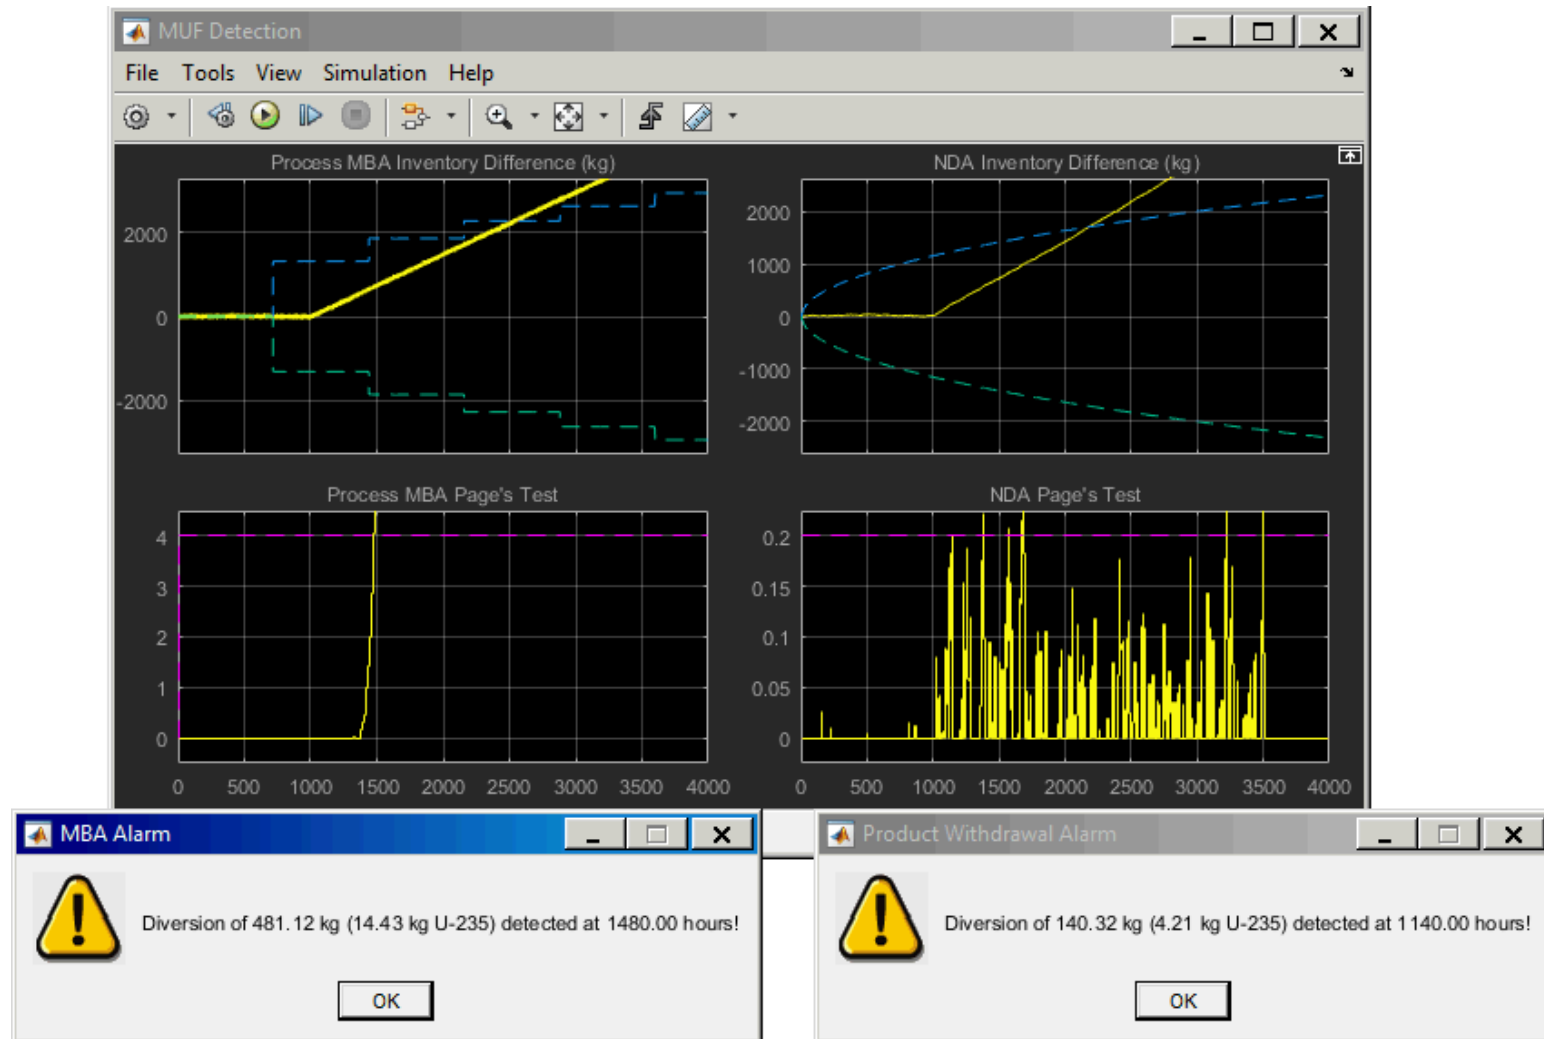 MUF Detection
File Tools View Simulation Help
Process MBA Inventory Difference (kg)
2000
0
-2000
NDA Inventory Difference (kg)
2000
1000
0
-1000
-2000
Process MBA Page's Test
4
3
2
1
0
0 500 1000 1500 2000 2500 3000 3500 4000
NDA Page's Test
0.2
0.15
0.1
0.05
0
0 500 1000 1500 2000 2500 3000 3500 4000
MBA Alarm
Diversion of 481.12 kg (14.43 kg U-235) detected at 1480.00 hours!
OK
Product Withdrawal Alarm
Diversion of 140.32 kg (4.21 kg U-235) detected at 1140.00 hours!
OK